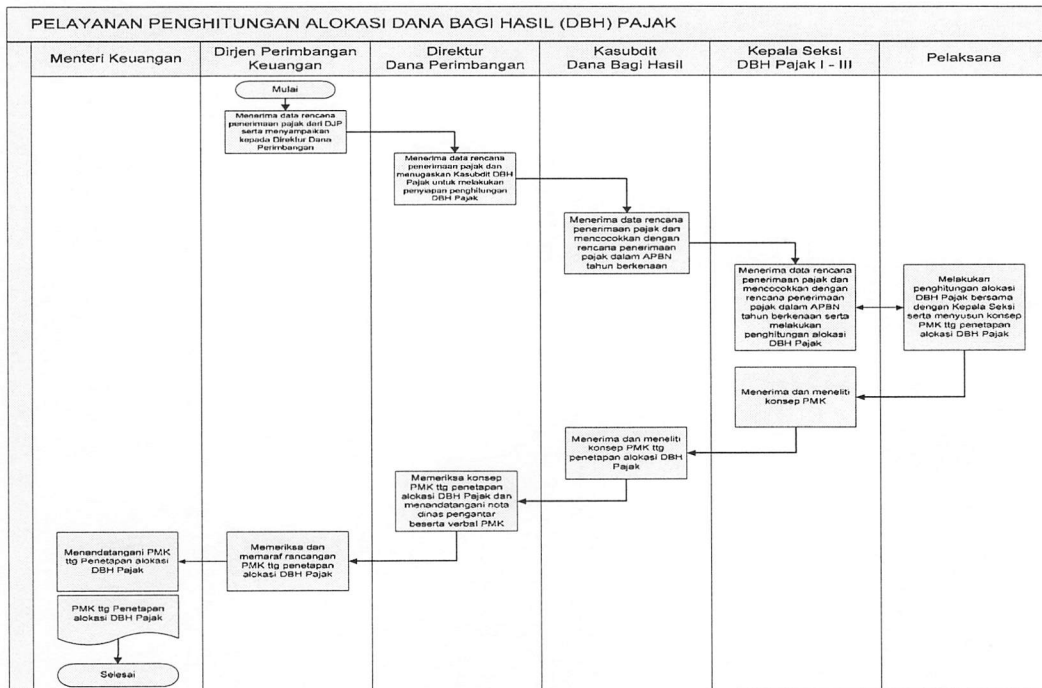 PELAYANAN PENGHITUNGAN ALOKASI DANA BAGI HASIL (DBH) PAJAK
Menteri Keuangan
Dirjen Perimbangan
Keuangan
Direktur
Dana Perimbangan
Kasubdit
Dana Bagi Hasil
Kepala Seksi
DBH Pajak I - III
Pelaksana
Mulai
Menerima data rencana
penerimaan pajak dari DJP
serta menyampaikan
kepada Direktur Dana
Perimbangan
Menerima data rencana
penerimaan pajak dan
menugaskan Kasubdit DBH
Pajak untuk melakukan
penyiapan penghitungan
DBH Pajak
Menerima data rencana
penerimaan pajak dan
mencocokkan dengan
rencana penerimaan
pajak dalam APBN
tahun berkenaan
Menerima data rencana
penerimaan pajak dan
mencocokkan dengan
rencana penerimaan
pajak dalam APBN
tahun berkenaan serta
melakukan
penghitungan alokasi
DBH Pajak
Melakukan
penghitungan alokasi
DBH Pajak bersama
dengan Kepala Seksi
serta menyusun konsep
PMK ttg penetapan
alokasi DBH Pajak
Menerima dan meneliti
konsep PMK
Menerima dan meneliti
konsep PMK ttg
penetapan alokasi DBH
Pajak
Memeriksa konsep
PMK ttg penetapan
alokasi DBH Pajak dan
menandatangani nota
dinas pengantar
beserta verbal PMK
Memeriksa dan
memaraf rancangan
PMK ttg penetapan
alokasi DBH Pajak
Menandatangani PMK
ttg Penetapan alokasi
DBH Pajak
PMK ttg Penetapan
alokasi DBH Pajak
Selesai